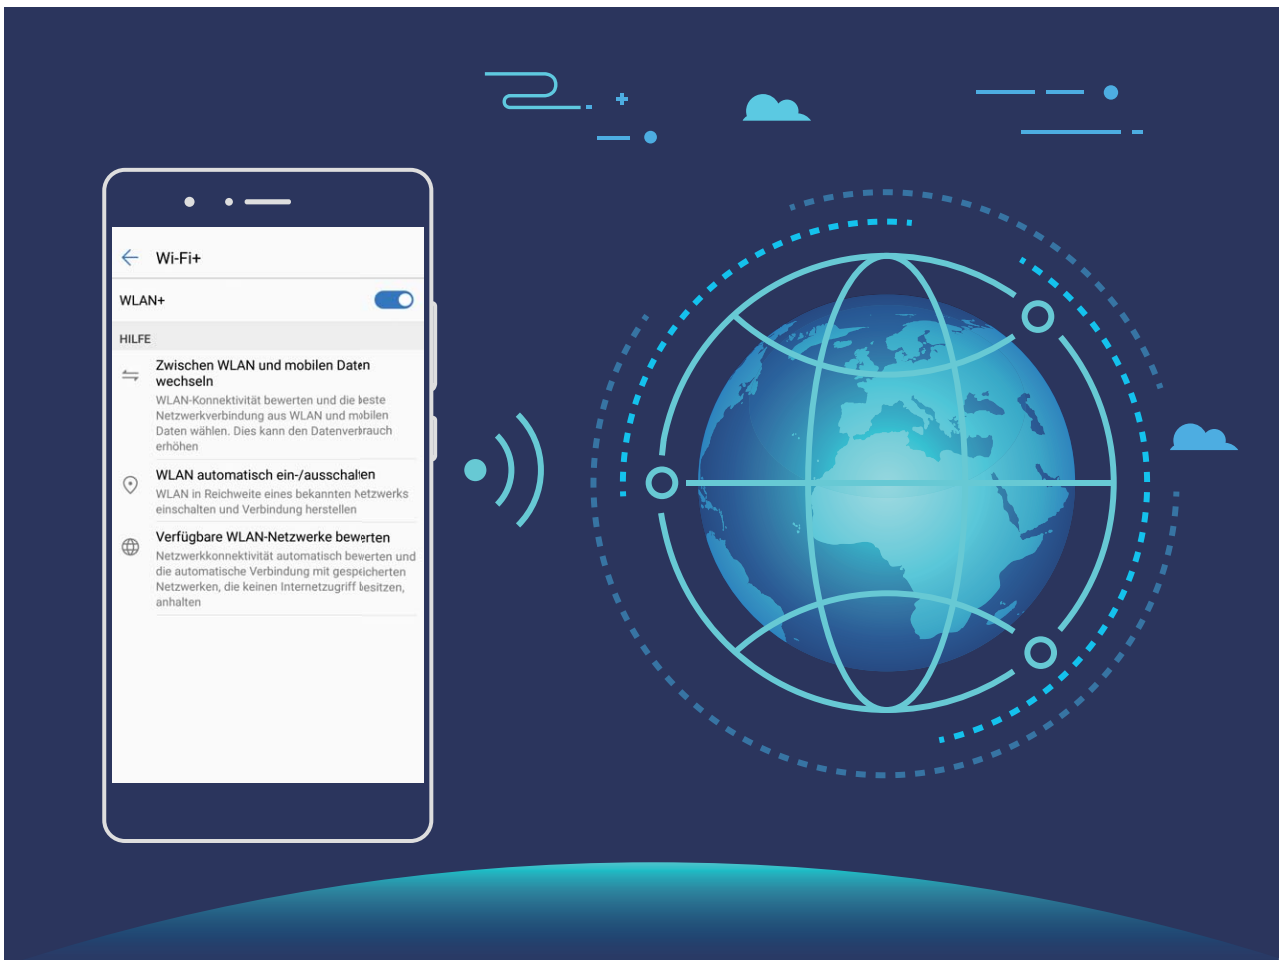 Wi-Fi+
WLAN+
HILFE
Zwischen WLAN und mobilen Daten
wechseln
WLAN-Konnektivität bewerten und die beste
Netzwerkverbindung aus WLAN und mobilen
Daten wählen. Dies kann den Datenverbrauch
erhöhen
WLAN automatisch ein-/ausschalten
WLAN in Reichweite eines bekannten Netzwerks
einschalten und Verbindung herstellen
Verfügbare WLAN-Netzwerke bewerten
Netzwerkkonnektivität automatisch bewerten und
die automatische Verbindung mit gespeicherten
Netzwerken, die keinen Internetzugriff besitzen,
anhalten